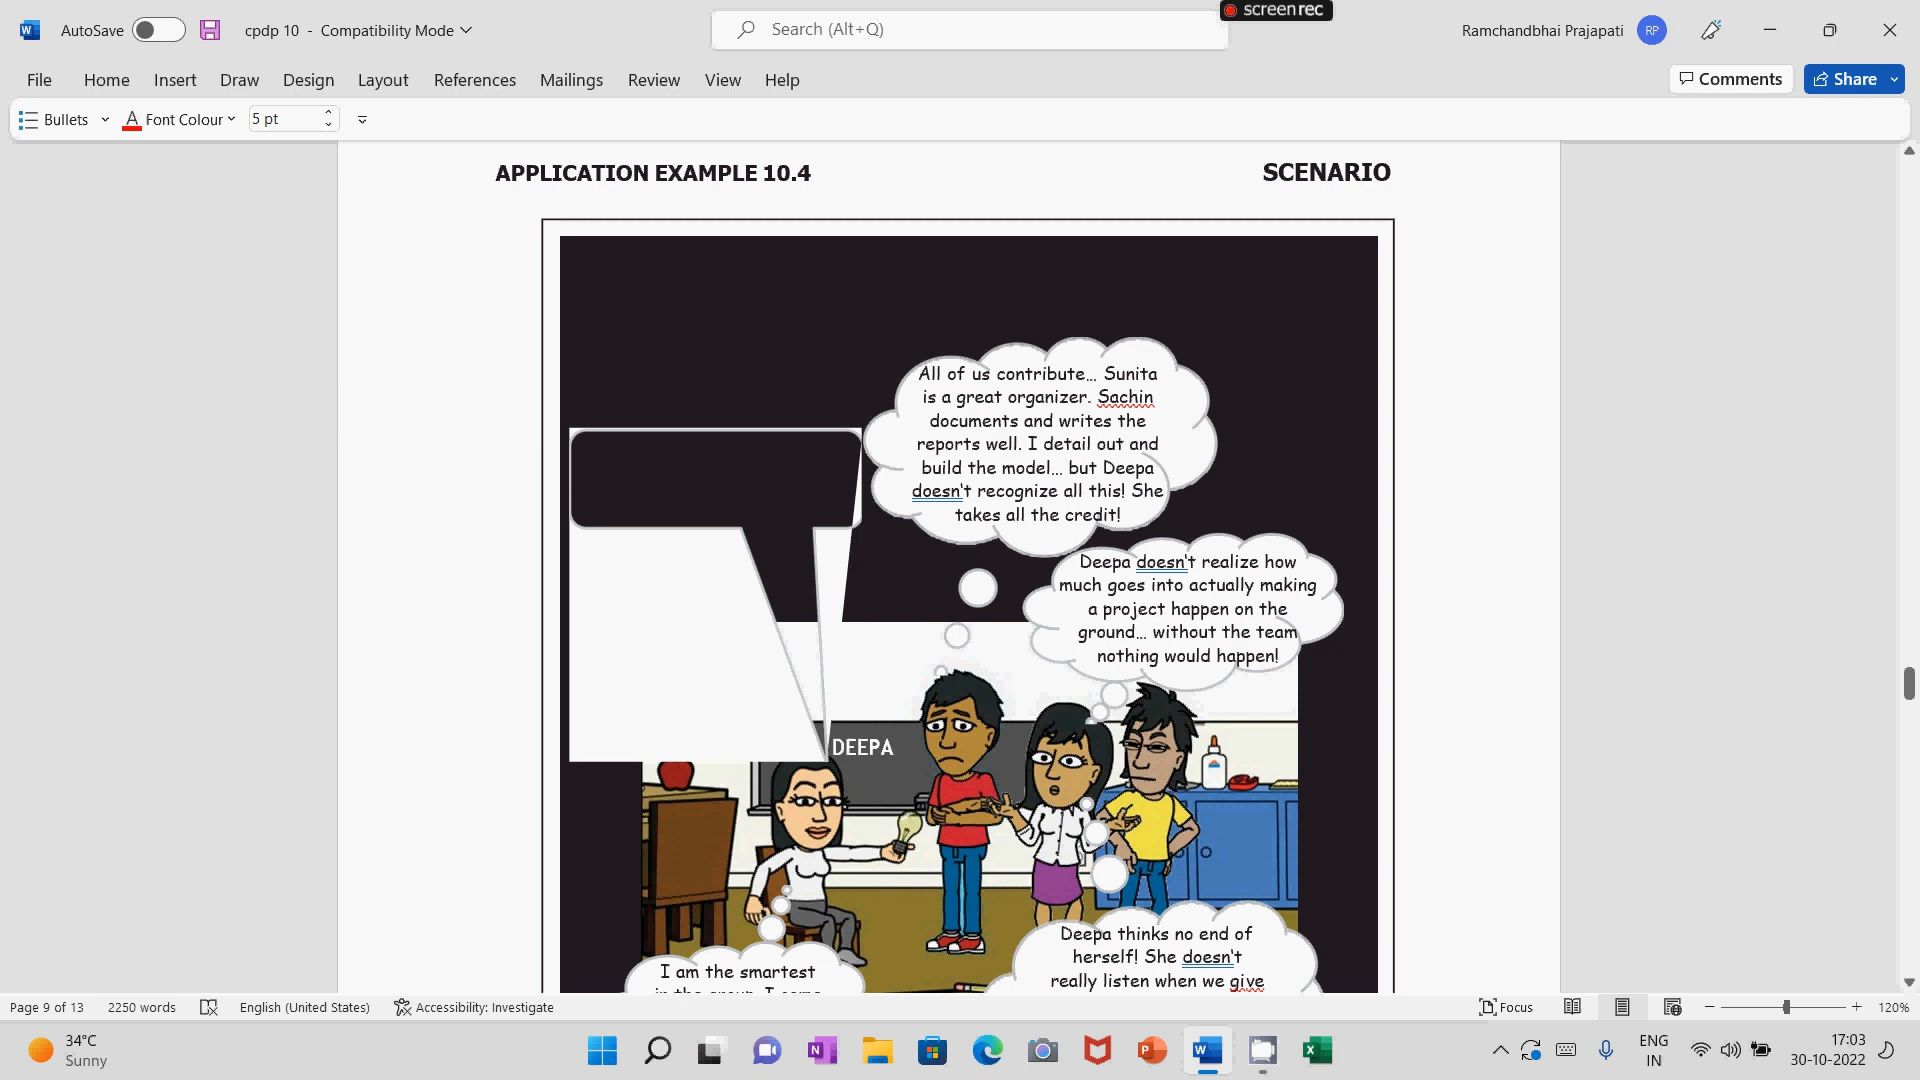 screenrec
AutoSave
cpdp 10 - Compatibility Mode
Search (Alt+Q)
Ramchandbhai Prajapati
RP
File
Home
Insert
Draw
Design
Layout
References
Mailings
Review
View
Help
Comments
Share
Bullets
Font Colour
5 pt
APPLICATION EXAMPLE 10.4
SCENARIO
All of us contribute... Sunita
is a great organizer. Sachin
documents and writes the
reports well. I detail out and
build the model... but Deepa
doesn't recognize all this! She
takes all the credit!
Deepa doesn't realize how
much goes into actually making
a project happen on the
ground... without the team
nothing would happen!
DEEPA
Deepa thinks no end of
herself! She doesn't
really listen when we give
I am the smartest
in the group. I come
Page 9 of 13
2250 words
English (United States)
Accessibility: Investigate
Focus
120%
34°C
Sunny
ENG
IN
17:03
30-10-2022